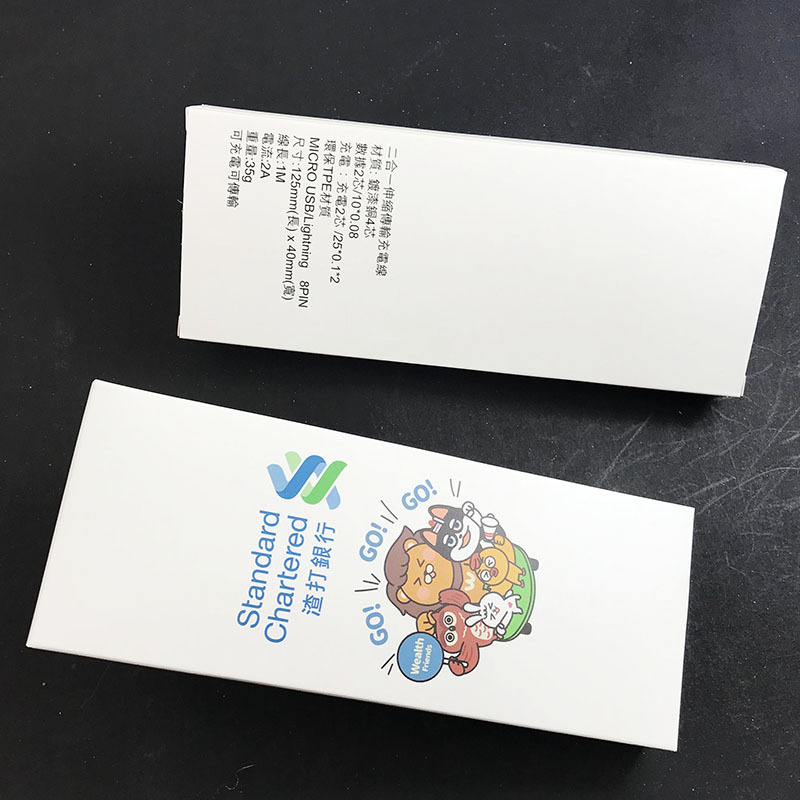 二合一伸縮傳輸充電線
材質: 鍍漆銅4芯
數據2芯/10*0.08
充電：充電2芯 /25*0.1*2
環保TPE材質
MICRO USB/Lightning 8PIN
尺寸:125mm(長) x 40mm(寬)
線長:1M
電流:2A
重量:35g
可充電可傳輸
Standard
Chartered
渣打銀行
GO! GO! GO!
Wealth
Friends